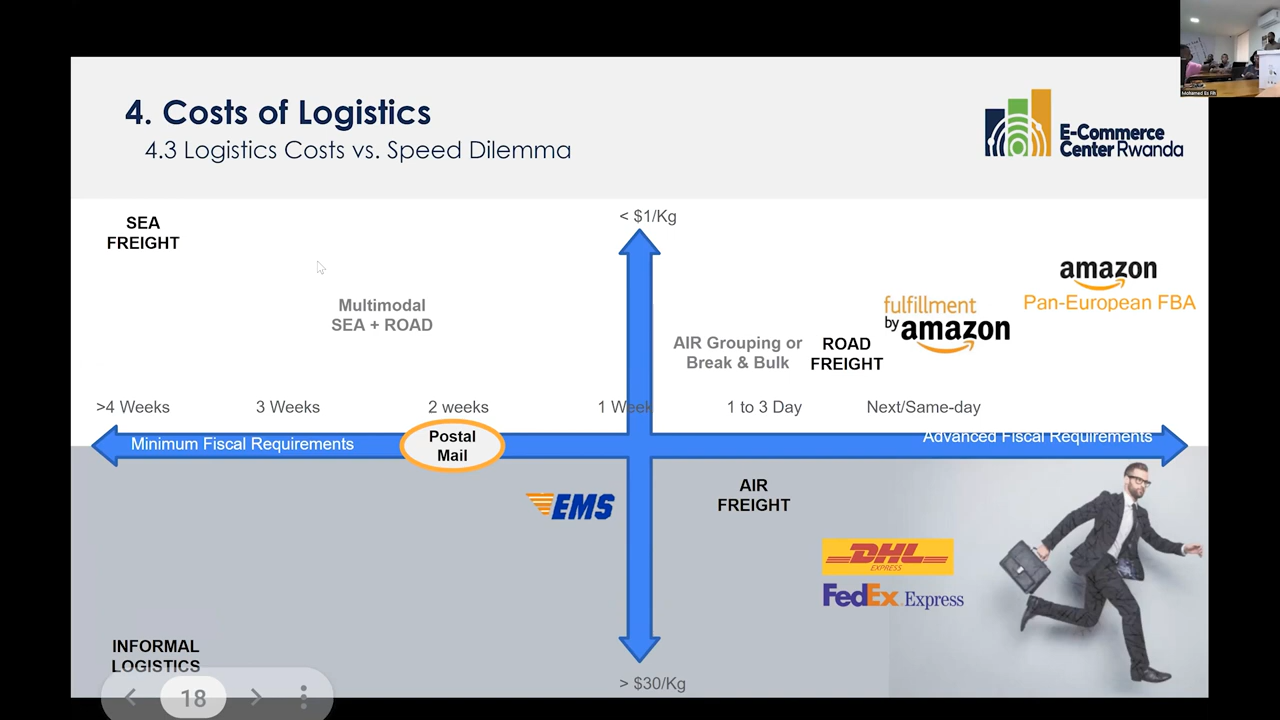 4. Costs of Logistics
4.3 Logistics Costs vs. Speed Dilemma
E-Commerce
Center Rwanda
Mohamed Es Fih
< $1/Kg
SEA
FREIGHT
Multimodal
SEA + ROAD
amazon
Pan-European FBA
fulfillment
by amazon
AIR Grouping or
Break & Bulk
ROAD
FREIGHT
>4 Weeks
3 Weeks
2 weeks
1 Week
1 to 3 Day
Next/Same-day
Minimum Fiscal Requirements
Postal
Mail
Advanced Fiscal Requirements
EMS
AIR
FREIGHT
DHL
EXPRESS
FedEx Express
INFORMAL
LOGISTICS
> $30/Kg
18